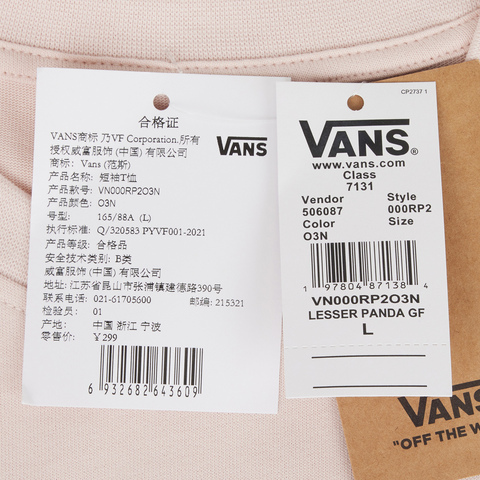 合格证
VANS商标 乃VF Corporation.所有
授权威富服饰 (中国) 有限公司
商标: Vans (范斯)
产品名称: 短袖T恤
产品款号: VN000RP2O3N
产品颜色: O3N
号型: 165/88A (L)
执行标准: Q/320583 PYVF001-2021
产品等级: 合格品
安全技术类别: B类
威富服饰 (中国) 有限公司
地址: 江苏省昆山市张浦镇建德路390号
联系电话: 021-61705600 邮编: 215321
检验员: 01
产地: 中国 浙江 宁波
零售价: ¥299
6 932682 643609
VANS
CP2737 1
VANS
www.vans.com
Class
7131
Vendor Style
506087 000RP2
Color Size
O3N
1 97804 87138 4
VN000RP2O3N
LESSER PANDA GF
L
VANS
"OFF THE W